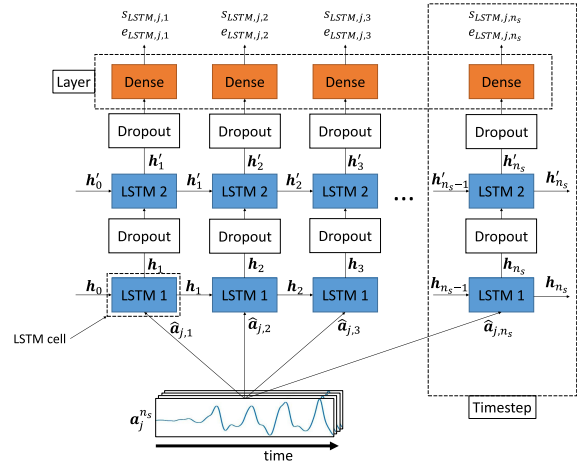 s_{LSTM,j,1} s_{LSTM,j,2} s_{LSTM,j,3} s_{LSTM,j,n_s}
e_{LSTM,j,1} e_{LSTM,j,2} e_{LSTM,j,3} e_{LSTM,j,n_s}
Layer Dense Dense Dense Dense
Dropout Dropout Dropout Dropout
h'_1 h'_2 h'_3 h'_{n_s}
h'_0 LSTM 2 h'_1 LSTM 2 h'_2 LSTM 2 ... h'_{n_s-1} LSTM 2 h'_{n_s}
Dropout Dropout Dropout Dropout
h_1 h_2 h_3 h_{n_s}
h_0 LSTM 1 h_1 LSTM 1 h_2 LSTM 1 h_{n_s-1} LSTM 1 h_{n_s}
LSTM cell â_{j,1} â_{j,2} â_{j,3} â_{j,n_s}
a_j^{n_s}
Timestep
time